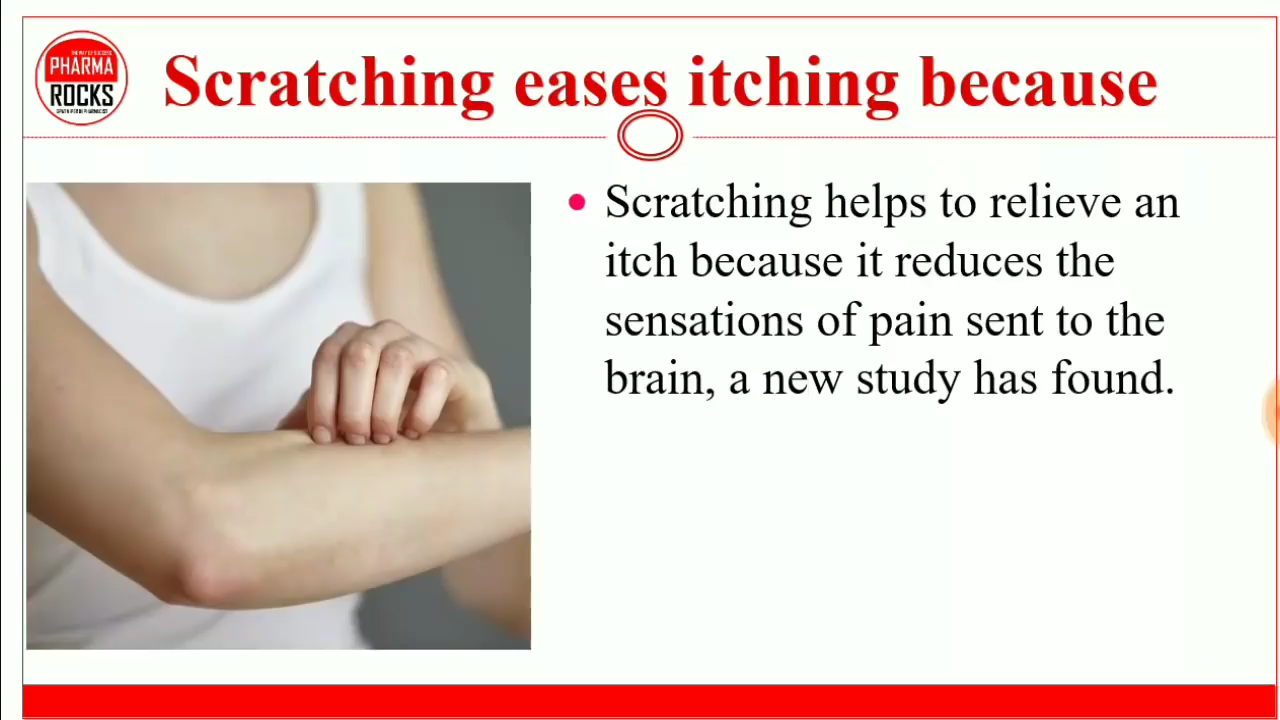 PHARMA
ROCKS
Scratching eases itching because
Scratching helps to relieve an
itch because it reduces the
sensations of pain sent to the
brain, a new study has found.